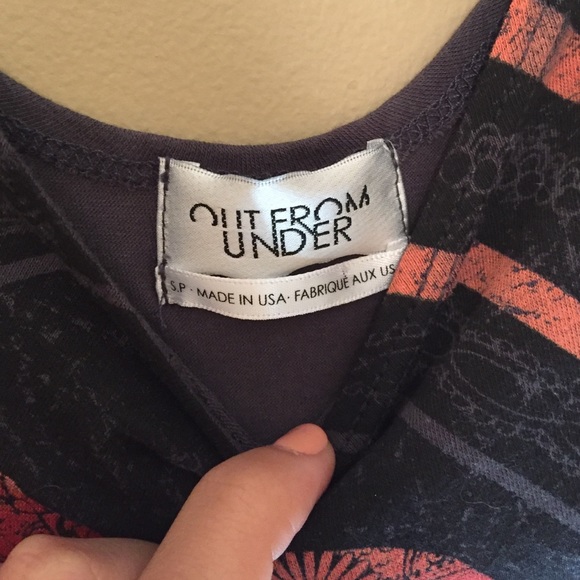 OUT FROM
UNDER
S.P · MADE IN USA · FABRIQUÉ AUX US